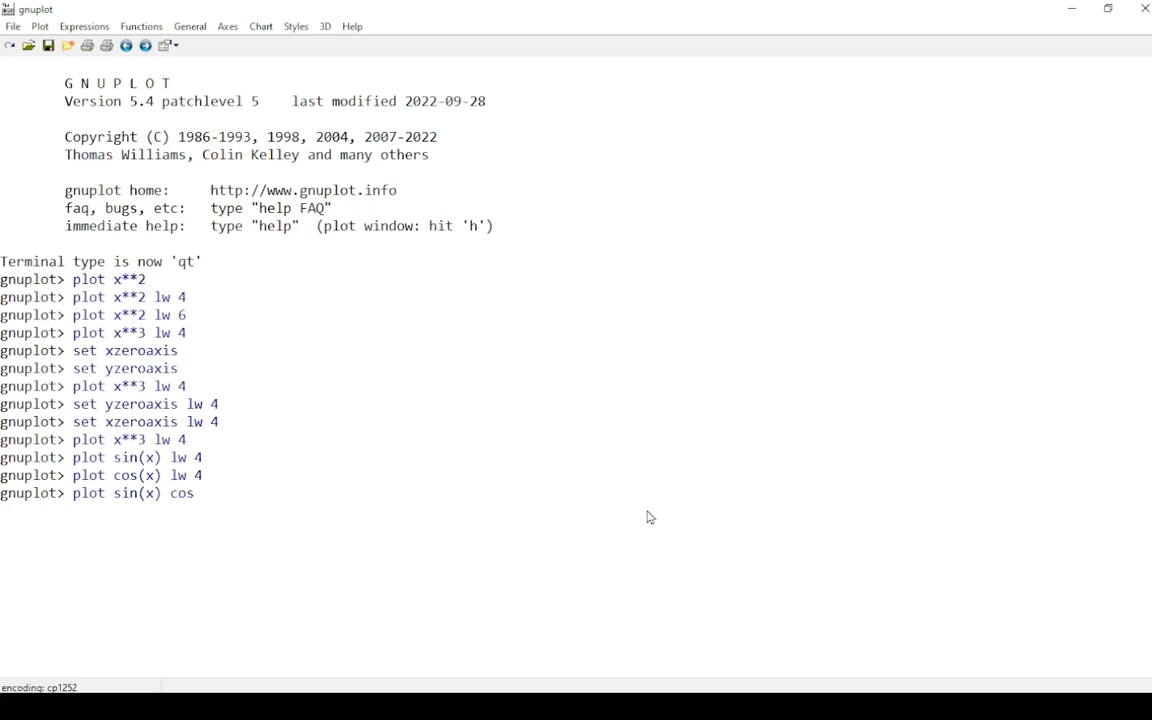 gnuplot
File Plot Expressions Functions General Axes Chart Styles 3D Help
G N U P L O T
Version 5.4 patchlevel 5 last modified 2022-09-28
Copyright (C) 1986-1993, 1998, 2004, 2007-2022
Thomas Williams, Colin Kelley and many others
gnuplot home: http://www.gnuplot.info
faq, bugs, etc: type "help FAQ"
immediate help: type "help" (plot window: hit 'h')
Terminal type is now 'qt'
gnuplot> plot x**2
gnuplot> plot x**2 lw 4
gnuplot> plot x**2 lw 6
gnuplot> plot x**3 lw 4
gnuplot> set xzeroaxis
gnuplot> set yzeroaxis
gnuplot> plot x**3 lw 4
gnuplot> set yzeroaxis lw 4
gnuplot> set xzeroaxis lw 4
gnuplot> plot x**3 lw 4
gnuplot> plot sin(x) lw 4
gnuplot> plot cos(x) lw 4
gnuplot> plot sin(x) cos
encoding: cp1252